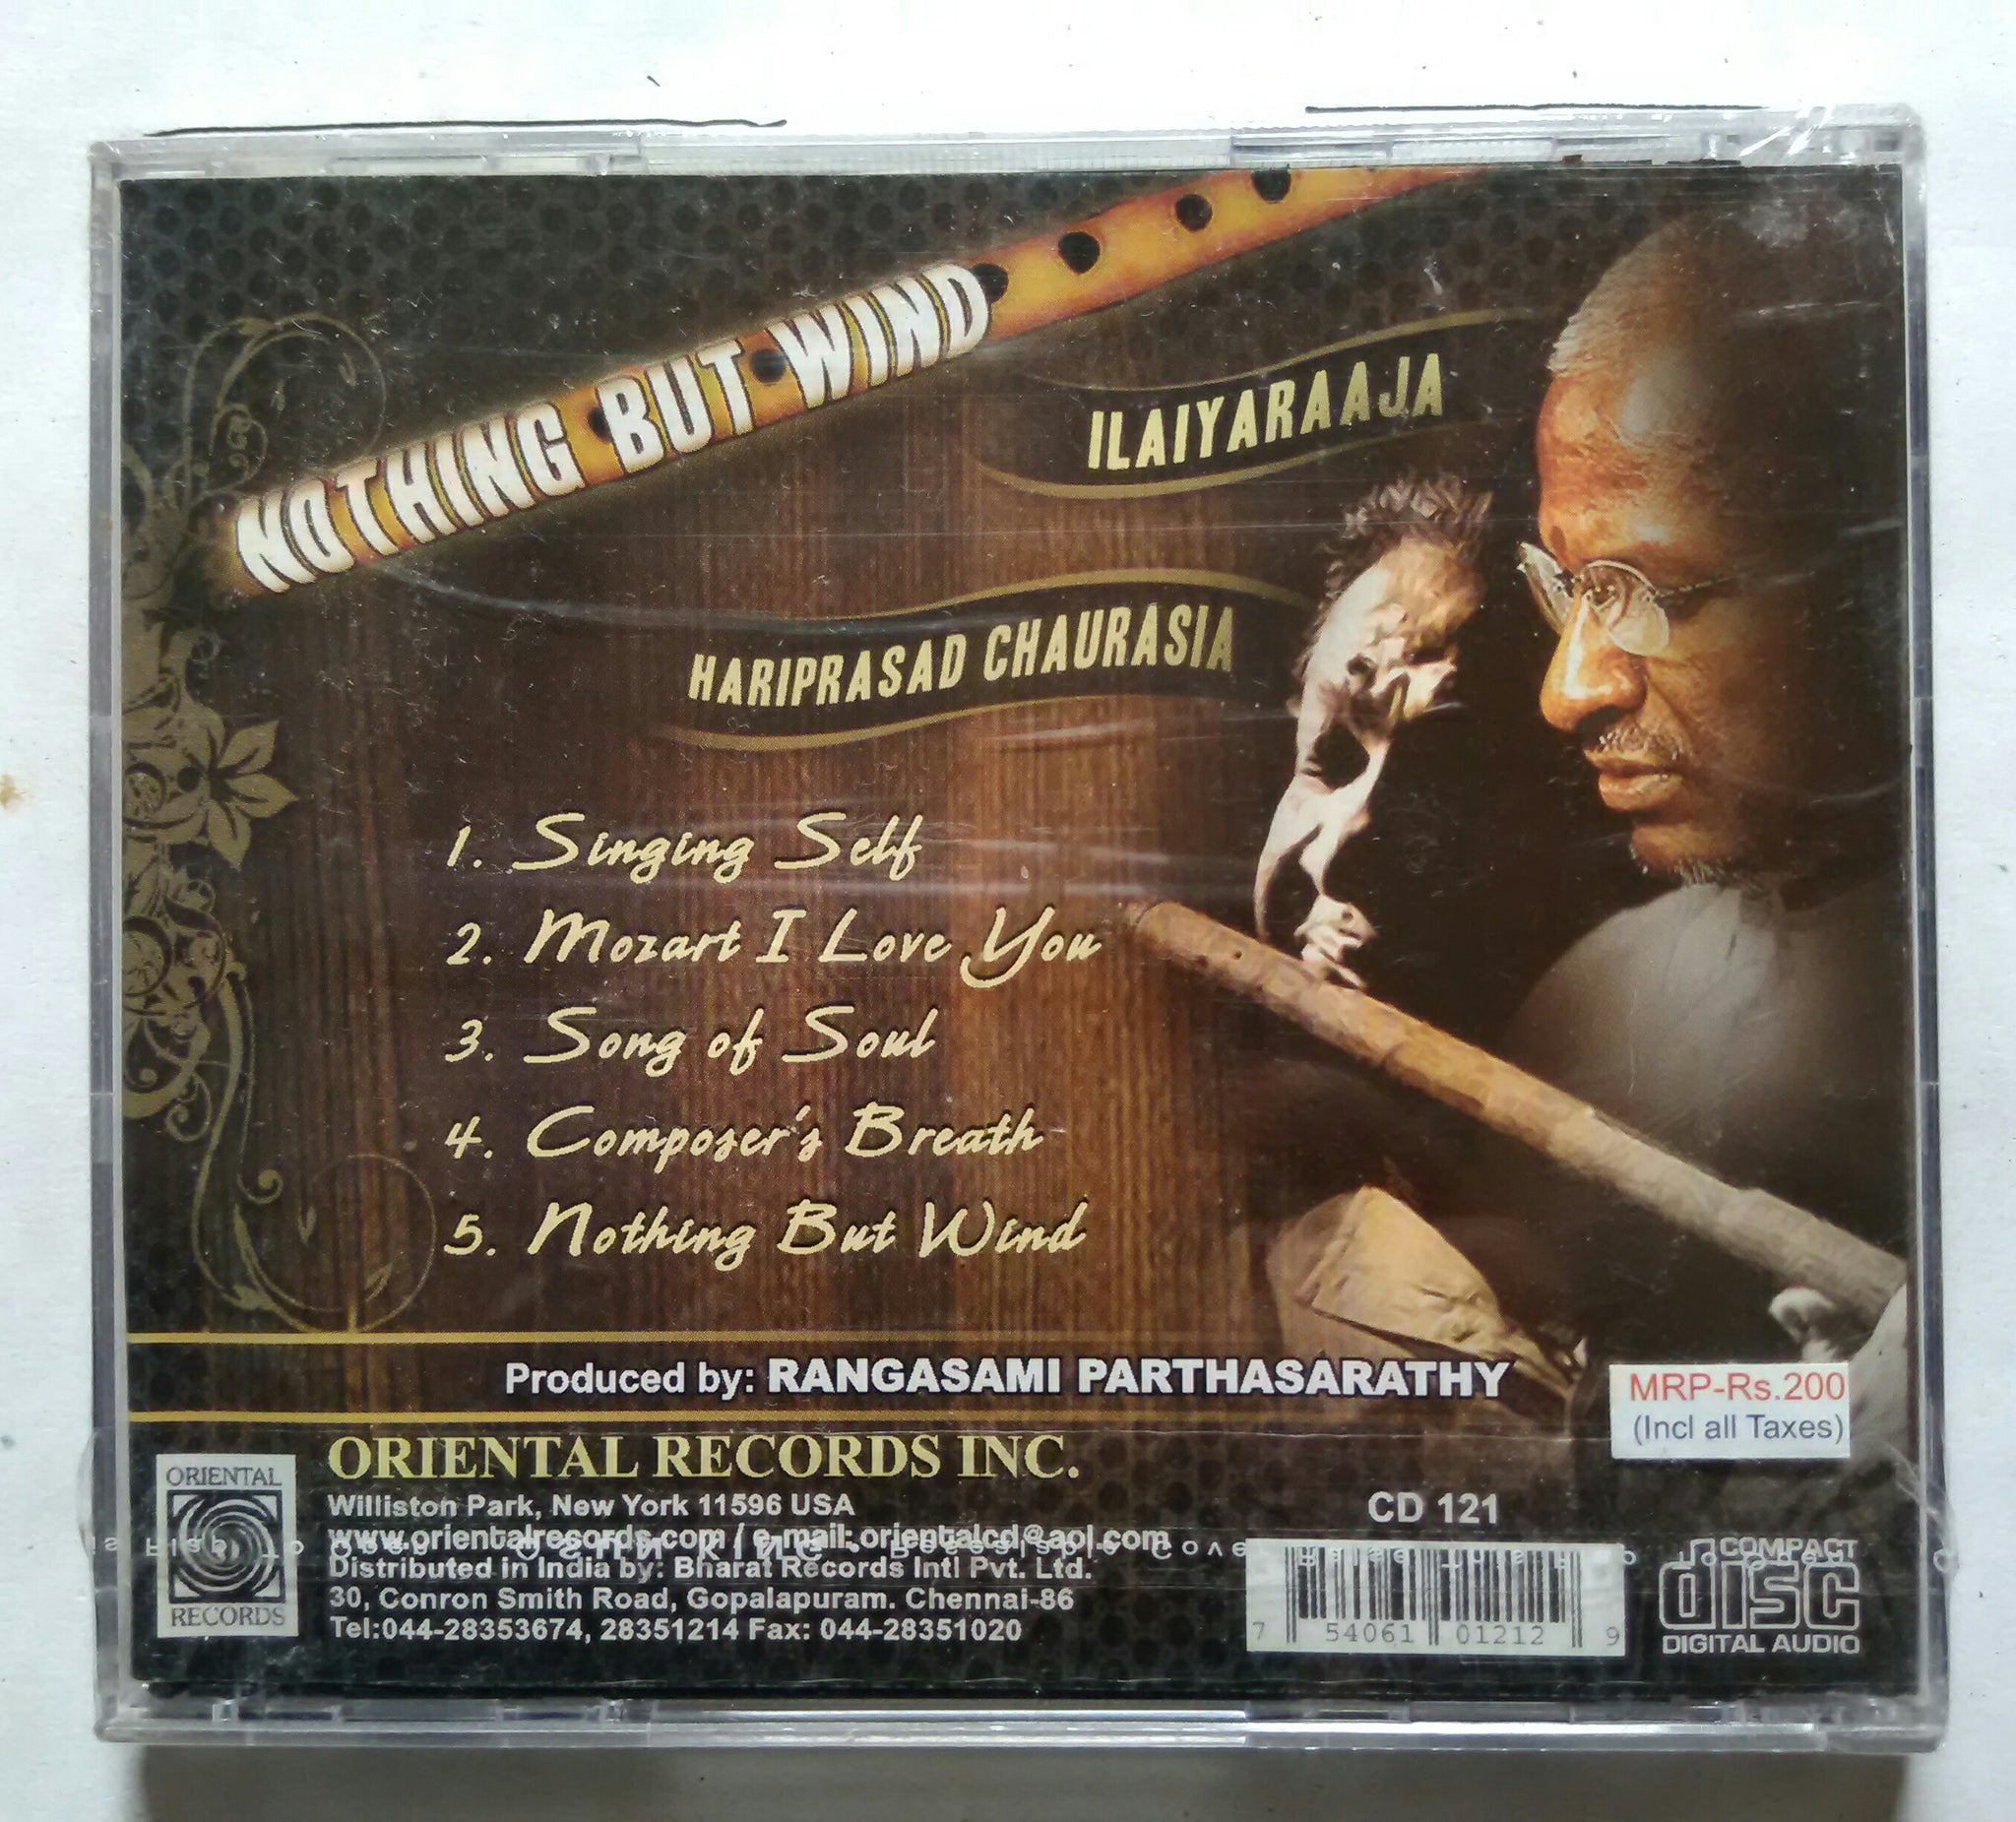 NOTHING BUT WIND
ILAIYARAAJA
HARIPRASAD CHAURASIA
1. Singing Self
2. Mozart I Love You
3. Song of Soul
4. Composer's Breath
5. Nothing But Wind
Produced by: RANGASAMI PARTHASARATHY
MRP-Rs.200
(Incl all Taxes)
ORIENTAL RECORDS
ORIENTAL RECORDS INC.
Williston Park, New York 11596 USA
www.orientalrecords.com / e-mail: orientalcd@aol.com
Distributed in India by: Bharat Records Intl Pvt. Ltd.
30, Conron Smith Road, Gopalapuram. Chennai-86
Tel:044-28353674, 28351214 Fax: 044-28351020
CD 121
7 54061 01212 9
COMPACT
disc
DIGITAL AUDIO